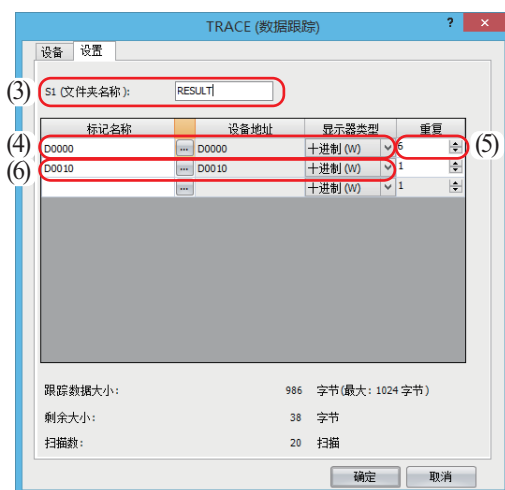 TRACE (数据跟踪) ? ×
设备 设置
(3) S1 (文件夹名称): RESULT
标记名称 设备地址 显示器类型 重复
(4) D0000 ... D0000 十进制 (W) 6 (5)
(6) D0010 ... D0010 十进制 (W) 1
... 十进制 (W) 1
跟踪数据大小: 986 字节(最大: 1024 字节)
剩余大小: 38 字节
扫描数: 20 扫描
确定 取消